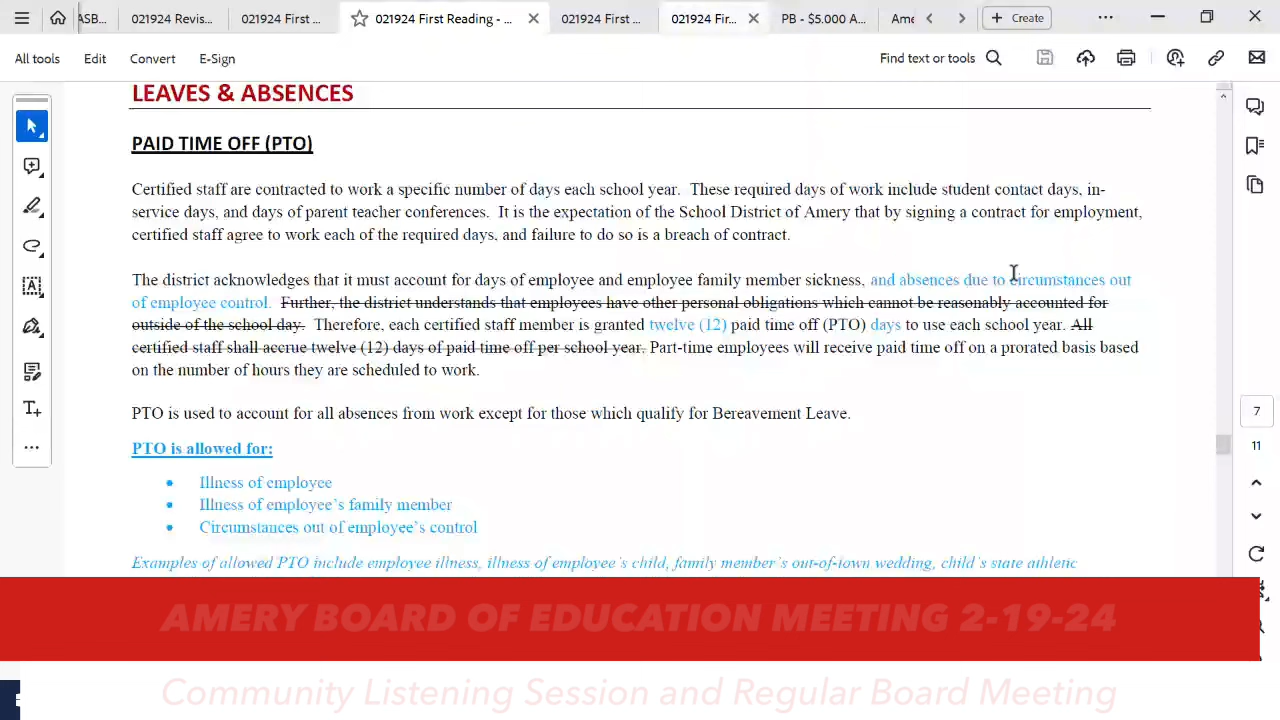 ASB...
021924 Revis...
021924 First ...
021924 First Reading - ...
021924 First ...
021924 Fir...
PB - $5.000 A...
Ame
Create
All tools
Edit
Convert
E-Sign
Find text or tools
LEAVES & ABSENCES
PAID TIME OFF (PTO)
Certified staff are contracted to work a specific number of days each school year. These required days of work include student contact days, in-
service days, and days of parent teacher conferences. It is the expectation of the School District of Amery that by signing a contract for employment,
certified staff agree to work each of the required days, and failure to do so is a breach of contract.
The district acknowledges that it must account for days of employee and employee family member sickness, and absences due to circumstances out
of employee control. Further, the district understands that employees have other personal obligations which cannot be reasonably accounted for
outside of the school day. Therefore, each certified staff member is granted twelve (12) paid time off (PTO) days to use each school year. All
certified staff shall accrue twelve (12) days of paid time off per school year. Part-time employees will receive paid time off on a prorated basis based
on the number of hours they are scheduled to work.
PTO is used to account for all absences from work except for those which qualify for Bereavement Leave.
PTO is allowed for:
• Illness of employee
• Illness of employee's family member
• Circumstances out of employee's control
Examples of allowed PTO include employee illness, illness of employee's child, family member's out-of-town wedding, child's state athletic
7
11
AMERY BOARD OF EDUCATION MEETING 2-19-24
Community Listening Session and Regular Board Meeting